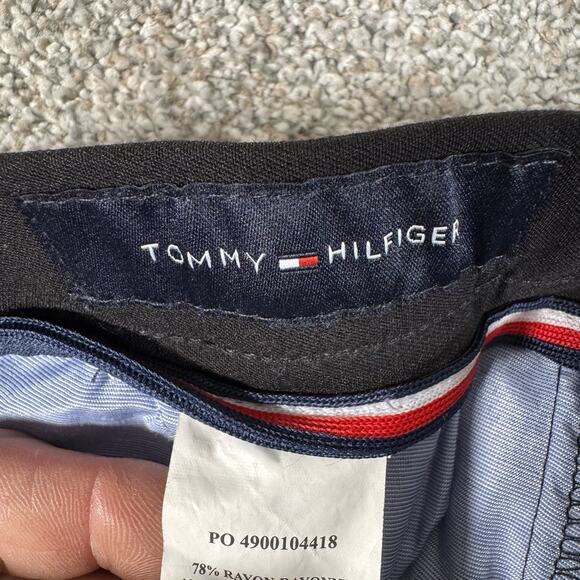 TOMMY HILFIGER
PO 4900104418
78% RAYON